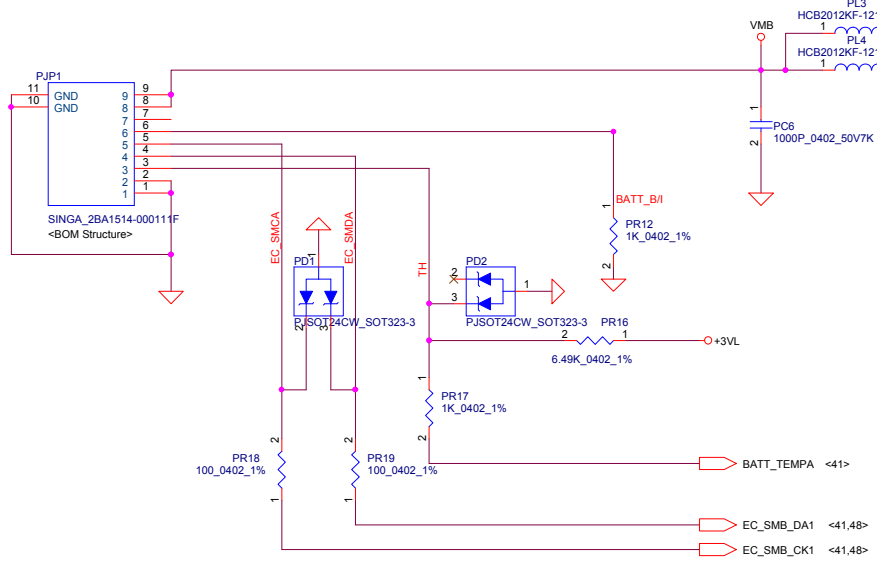 PL3
HCB2012KF-121
1
VMB
PL4
HCB2012KF-121
1
PJP1
11
10
GND
GND
9
8
7
6
5
4
3
2
1
9
8
7
6
5
4
3
2
1
SINGA_2BA1514-000111F
<BOM Structure>
1
2
PC6
1000P_0402_50V7K
EC_SMCA
EC_SMDA
TH
BATT_B/I
1
2
PR12
1K_0402_1%
PD1
1
2
3
PJSOT24CW_SOT323-3
PD2
2
3
1
PJSOT24CW_SOT323-3
PR16
2
1
6.49K_0402_1%
+3VL
1
2
PR17
1K_0402_1%
2
1
PR18
100_0402_1%
2
1
PR19
100_0402_1%
BATT_TEMPA <41>
EC_SMB_DA1 <41,48>
EC_SMB_CK1 <41,48>